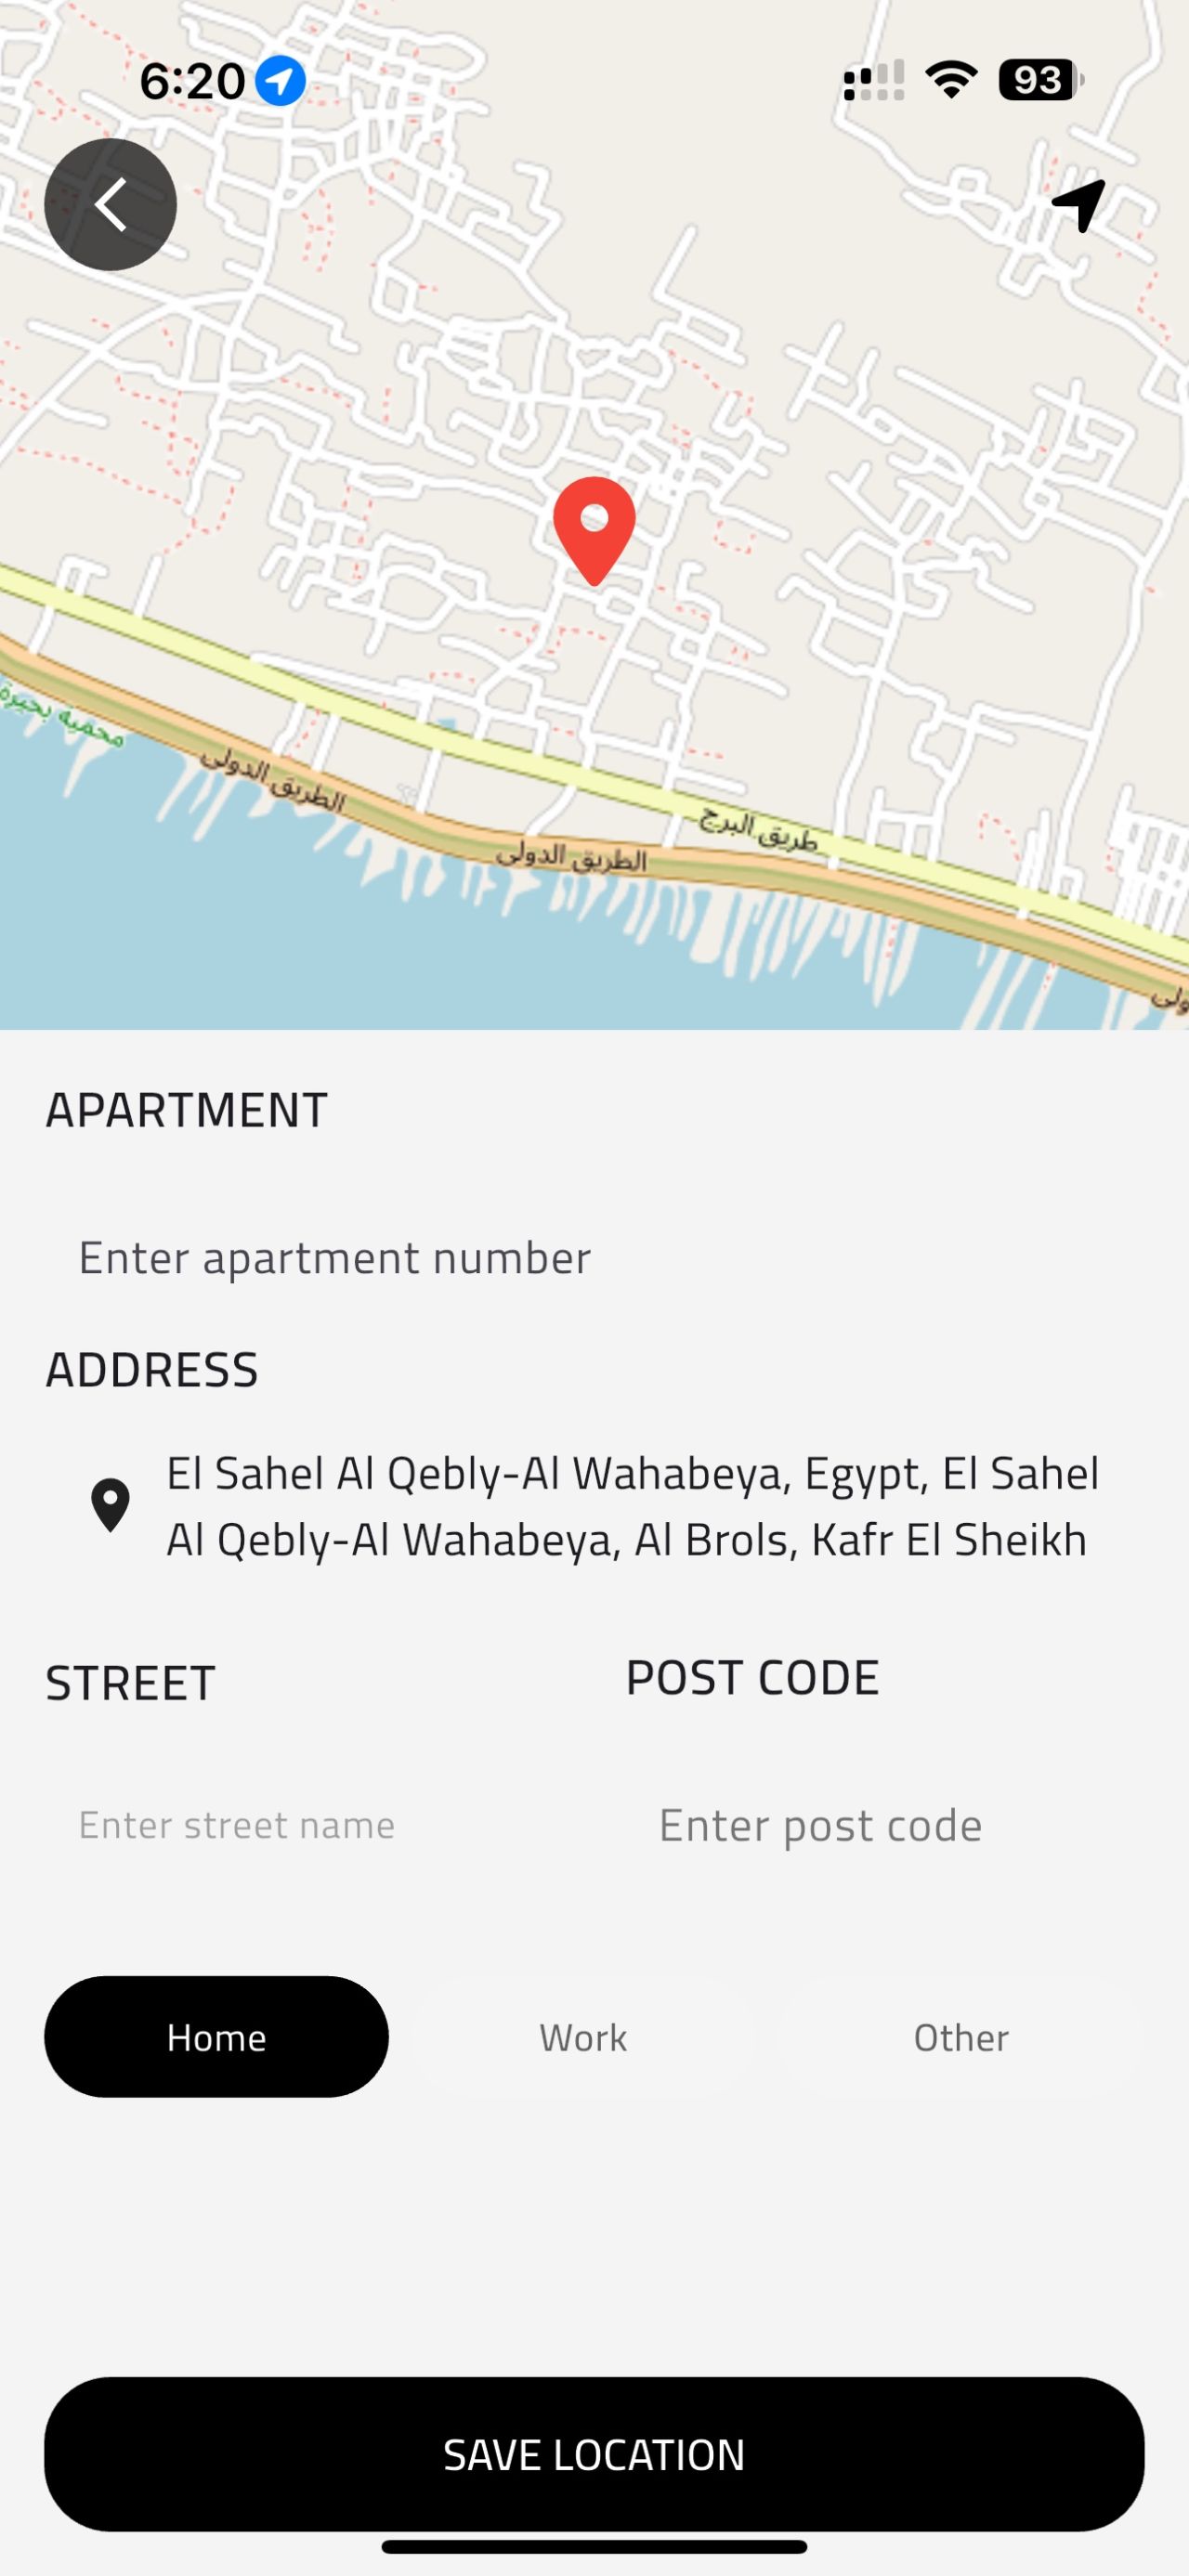 6:20
93
محمية بحيرة
الطريق الدولى
طريق البرج
الطريق الدولى
APARTMENT
Enter apartment number
ADDRESS
El Sahel Al Qebly-Al Wahabeya, Egypt, El Sahel
Al Qebly-Al Wahabeya, Al Brols, Kafr El Sheikh
STREET
POST CODE
Enter street name
Enter post code
Home
Work
Other
SAVE LOCATION